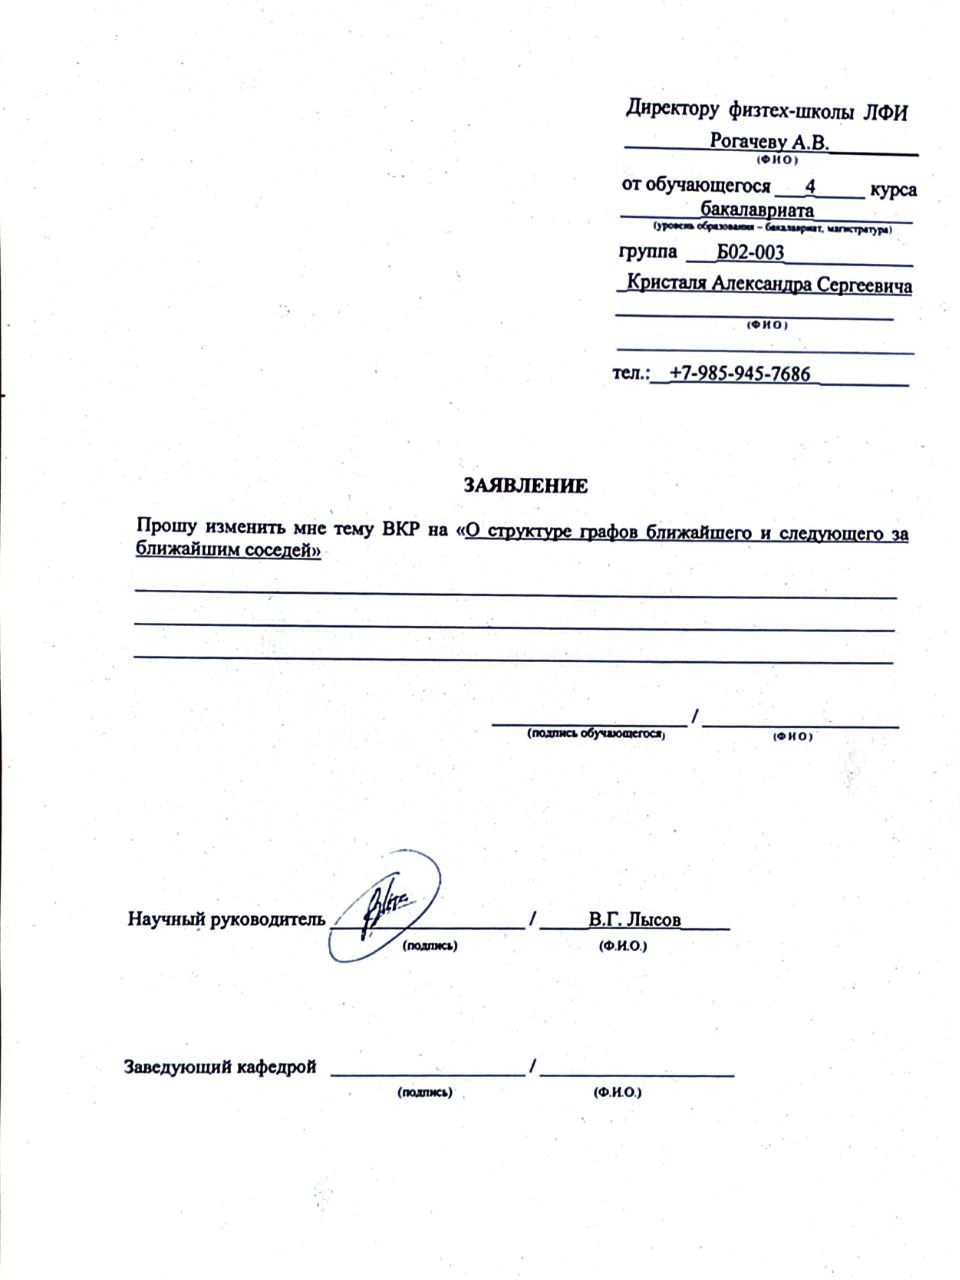 Директору физтех-школы ЛФИ
Рогачеву А.В.
(ФИО)
от обучающегося 4 курса
бакалавриата
(уровень образования – бакалавриат, магистратура)
группа Б02-003
Кристаля Александра Сергеевича
(ФИО)
тел.: +7-985-945-7686
ЗАЯВЛЕНИЕ
Прошу изменить мне тему ВКР на «О структуре графов ближайшего и следующего за
ближайшим соседей»
/
(подпись обучающегося) (ФИО)
Научный руководитель / В.Г. Лысов
(подпись) (Ф.И.О.)
Заведующий кафедрой /
(подпись) (Ф.И.О.)